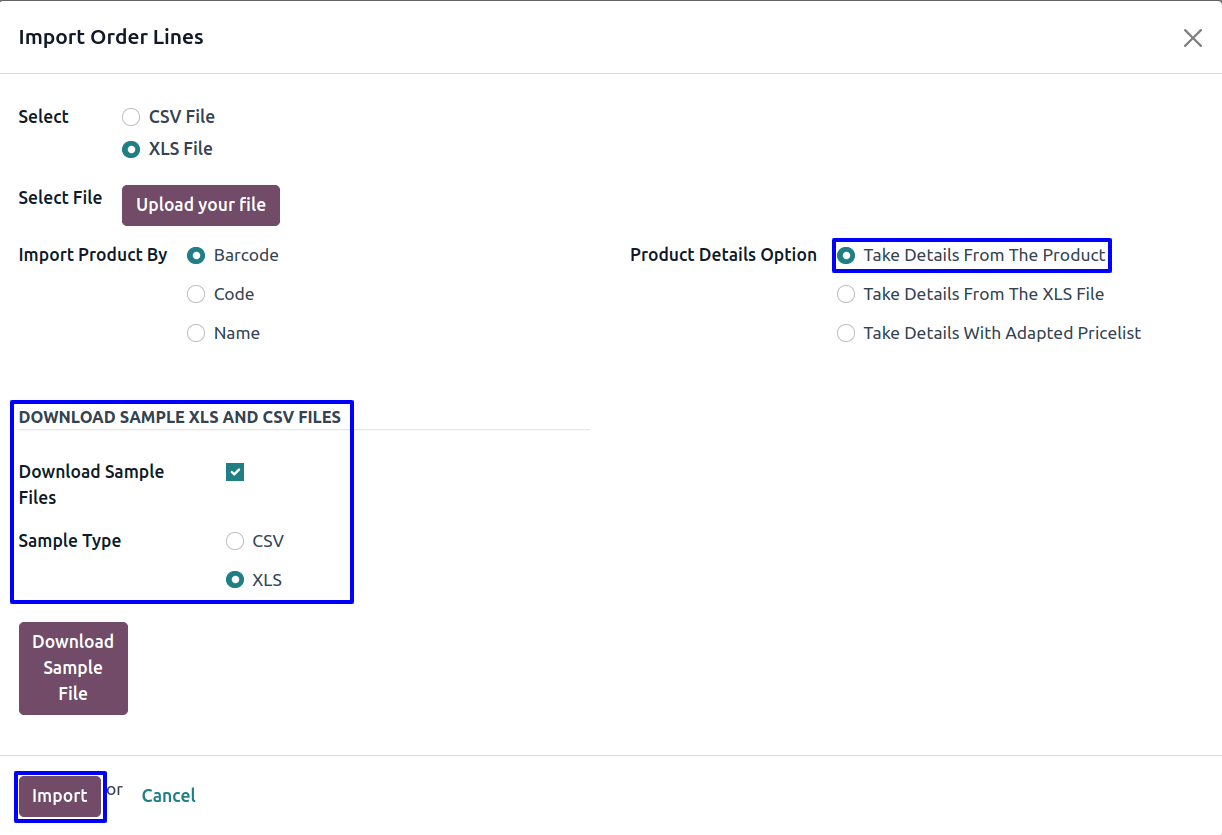 Import Order Lines
Select
CSV File
XLS File
Select File
Upload your file
Import Product By
Barcode
Code
Name
Product Details Option
Take Details From The Product
Take Details From The XLS File
Take Details With Adapted Pricelist
DOWNLOAD SAMPLE XLS AND CSV FILES
Download Sample
Files
Sample Type
CSV
XLS
Download
Sample
File
Import
or
Cancel